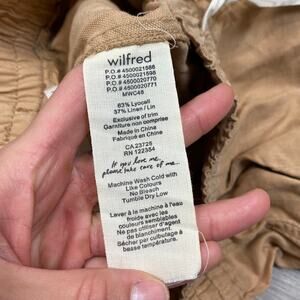 wilfred
P.O.# 4500021588
P.O.# 4500021598
P.O.# 4500020770
P.O.# 4500020771
MWC48
63% Lyocell
37% Linen / Lin
Exclusive of trim
Garniture non comprise
Made in China
Fabriqué en Chine
CA 23725
RN 122384
If you love me,
please take care of me...
Machine Wash Cold with
Like Colours
No Bleach
Tumble Dry Low
Laver à la machine à l'eau
froide avec les
couleurs semblables
Ne pas utiliser d'agent
de blanchiment.
Sécher par culbutage à
basse température.